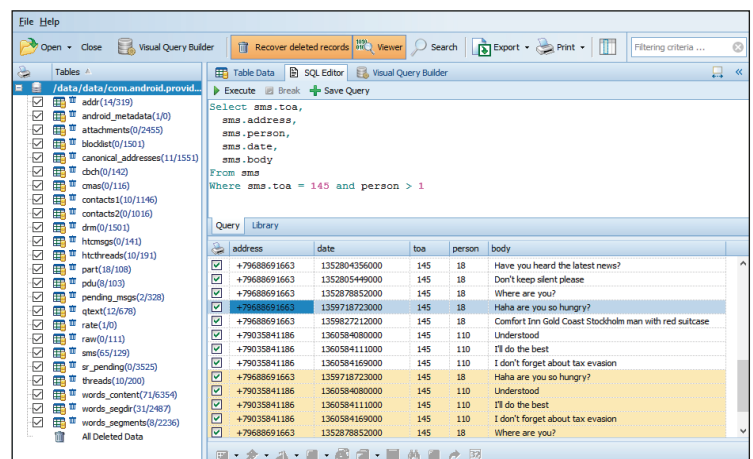 File Help
Open Close Visual Query Builder Recover deleted records Viewer Search Export Print Filtering criteria ...
Tables
Table Data SQL Editor Visual Query Builder
/data/data/com.android.provid...
addr(14/319)
android_metadata(1/0)
attachments(0/2455)
blocklist(0/1501)
canonical_addresses(11/1551)
cbch(0/142)
cmas(0/116)
contacts1(10/1146)
contacts2(0/1016)
drm(0/1501)
htcmsgs(0/141)
htcthreads(10/191)
part(18/108)
pdu(8/103)
pending_msgs(2/328)
qtext(12/678)
rate(1/0)
raw(0/111)
sms(65/129)
sr_pending(0/3525)
threads(10/200)
words_content(71/6354)
words_segdir(31/2487)
words_segments(8/2236)
All Deleted Data
Execute Break Save Query
Select sms.toa,
sms.address,
sms.person,
sms.date,
sms.body
From sms
Where sms.toa = 145 and person > 1
Query Library
address date toa person body
+79688691663 1352804356000 145 18 Have you heard the latest news?
+79688691663 1352805449000 145 18 Don't keep silent please
+79688691663 1352878852000 145 18 Where are you?
+79688691663 1359718723000 145 18 Haha are you so hungry?
+79688691663 1359827212000 145 18 Comfort Inn Gold Coast Stockholm man with red suitcase
+79035841186 1360584080000 145 110 Understood
+79035841186 1360584111000 145 110 I'll do the best
+79035841186 1360584169000 145 110 I don't forget about tax evasion
+79688691663 1359718723000 145 18 Haha are you so hungry?
+79035841186 1360584080000 145 110 Understood
+79035841186 1360584111000 145 110 I'll do the best
+79035841186 1360584169000 145 110 I don't forget about tax evasion
+79688691663 1352878852000 145 18 Where are you?